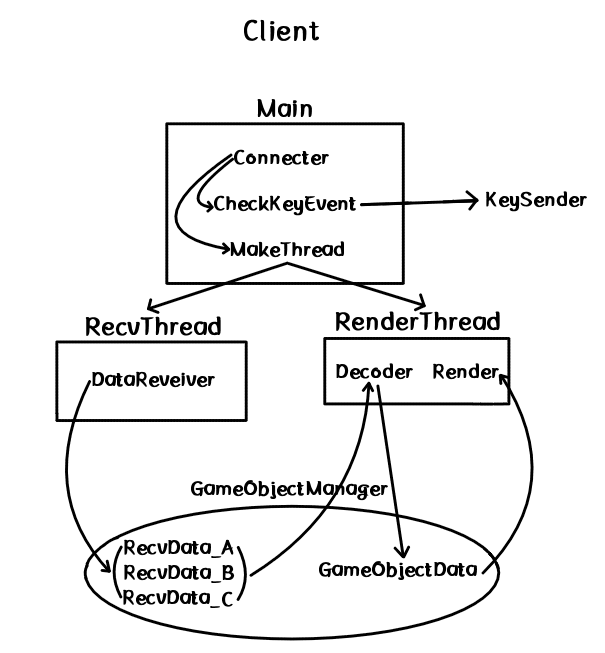 Client
Main
Connecter
CheckKeyEvent
KeySender
MakeThread
RecvThread
RenderThread
DataReveiver
Decoder
Render
GameObjectManager
RecvData_A
RecvData_B
RecvData_C
GameObjectData